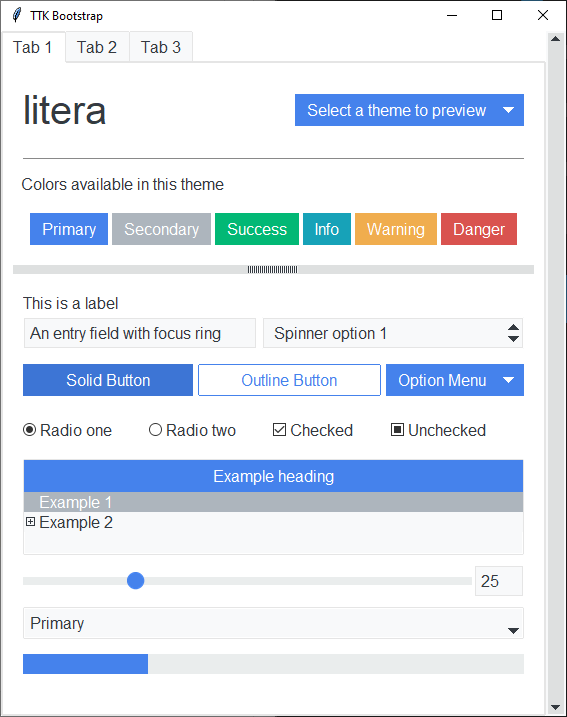 TTK Bootstrap
Tab 1 Tab 2 Tab 3
litera
Select a theme to preview
Colors available in this theme
Primary Secondary Success Info Warning Danger
This is a label
An entry field with focus ring
Spinner option 1
Solid Button Outline Button Option Menu
Radio one Radio two Checked Unchecked
Example heading
Example 1
Example 2
25
Primary